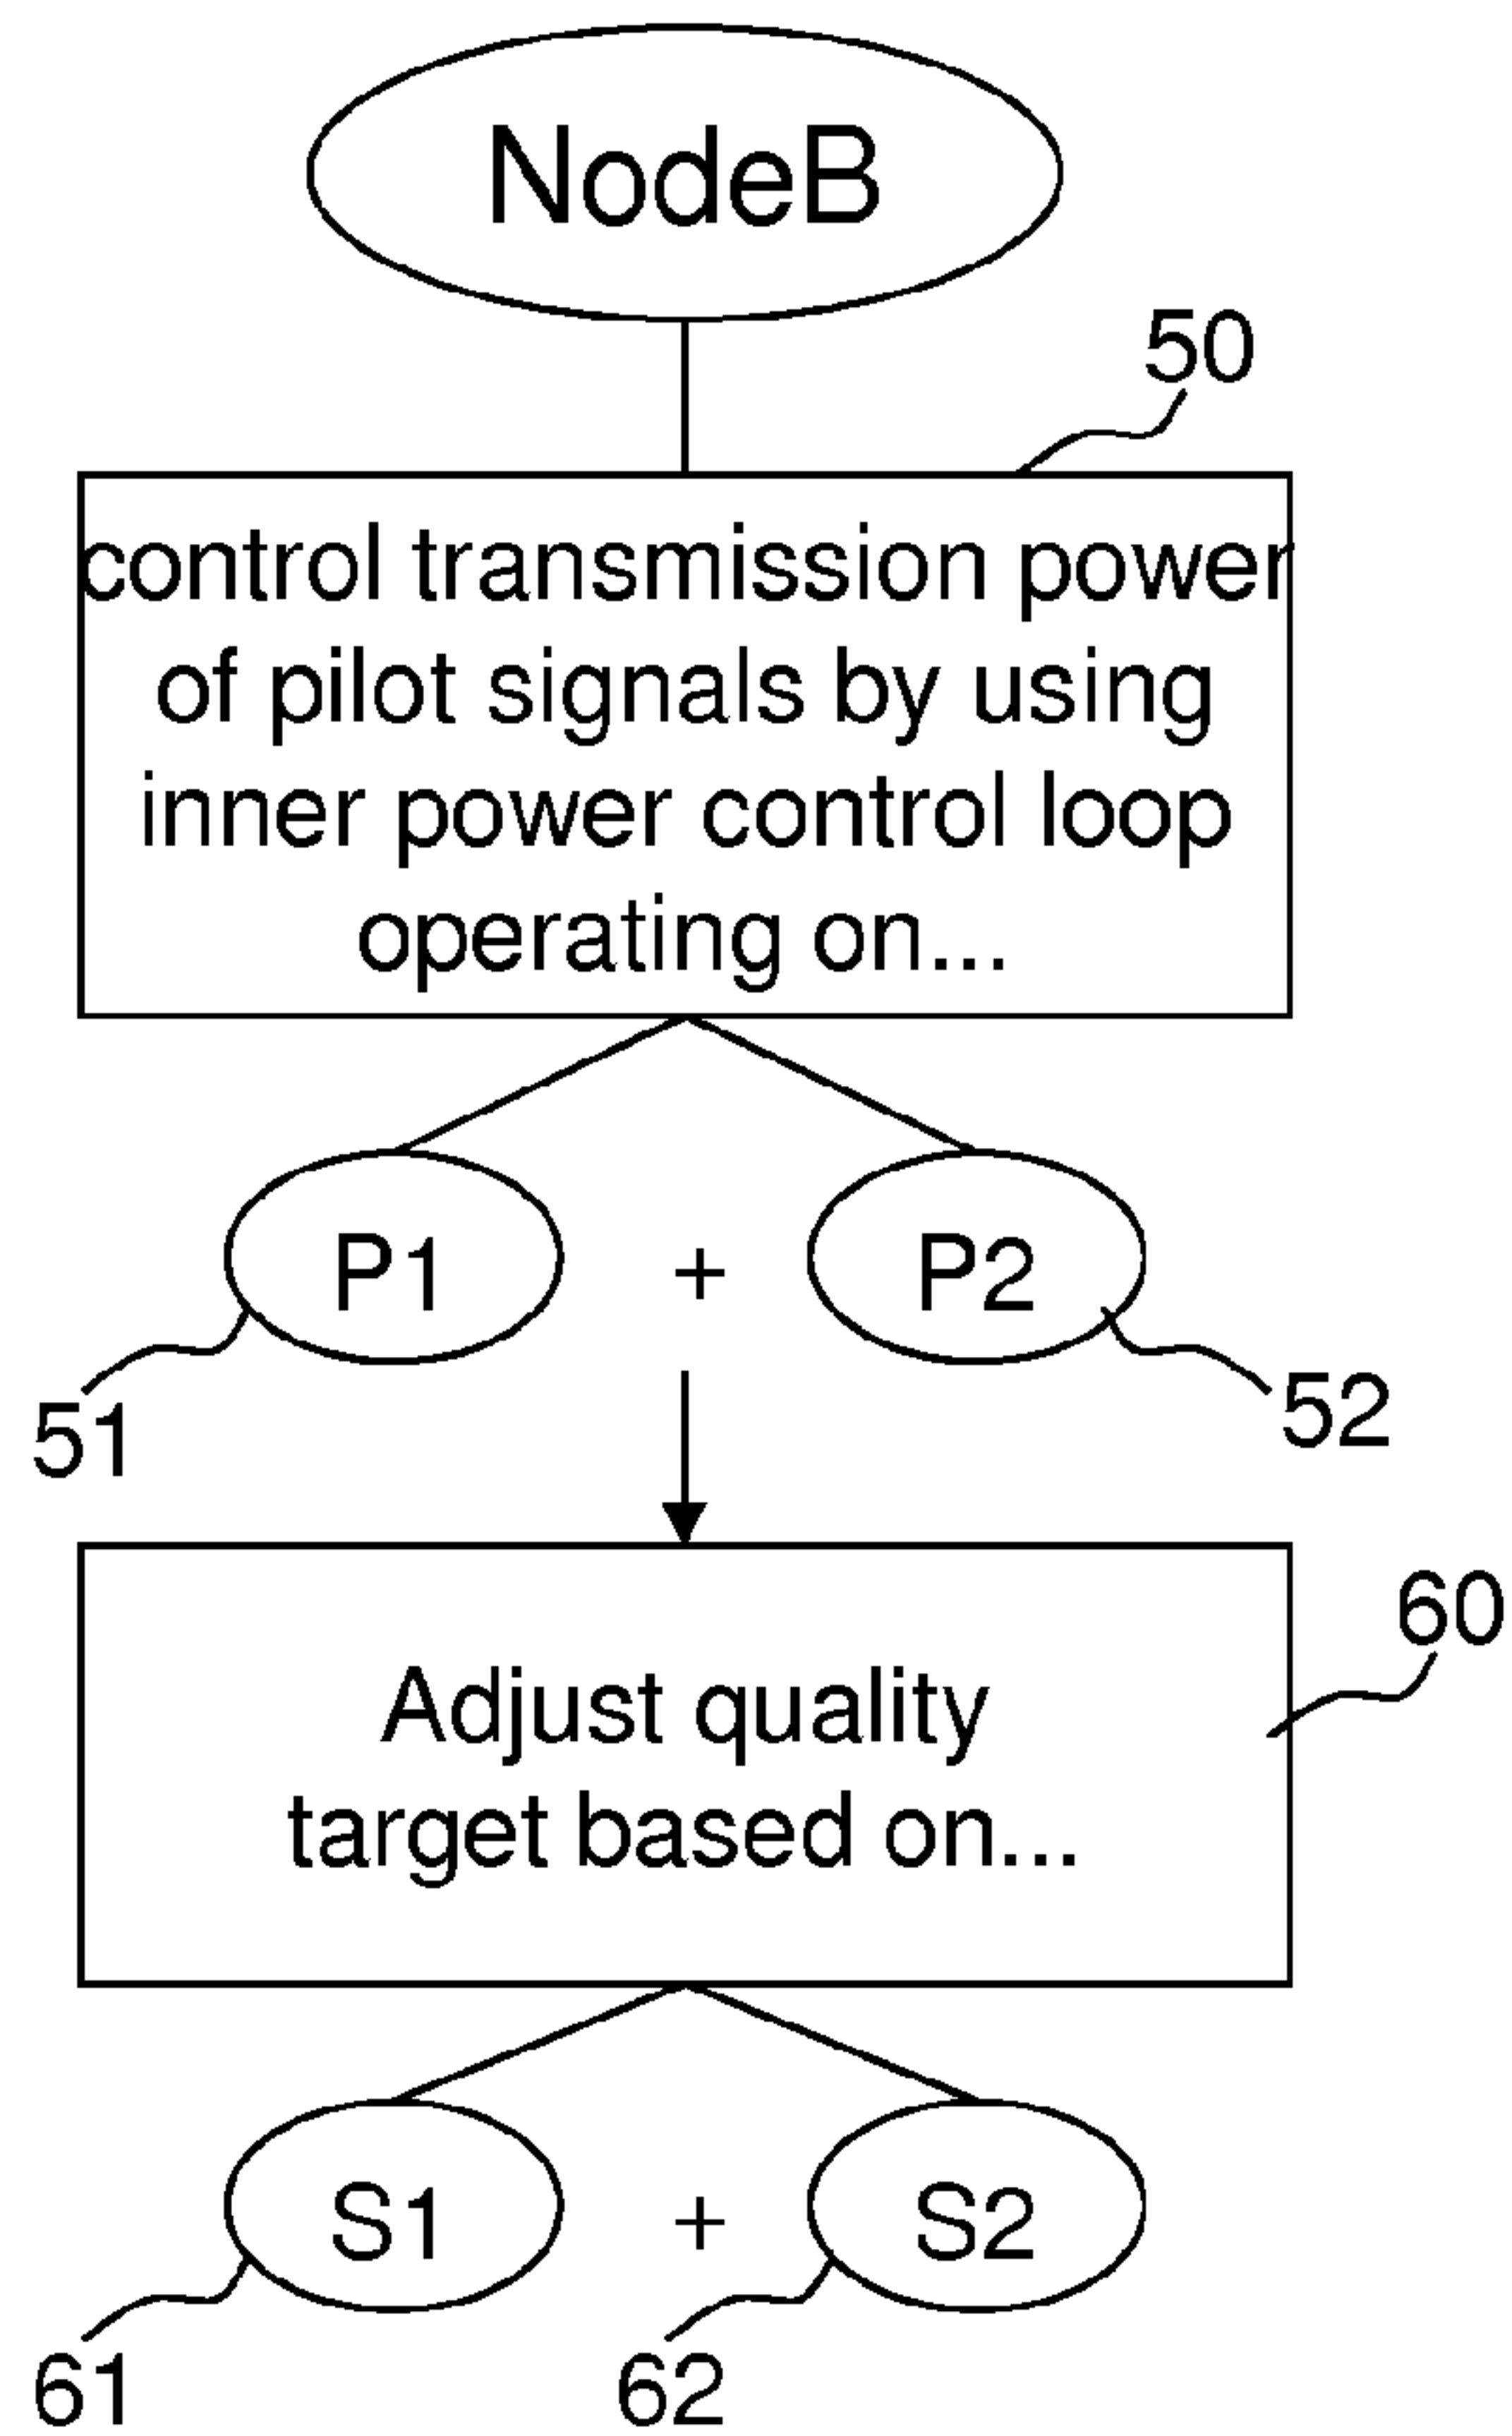 NodeB
50
control transmission power
of pilot signals by using
inner power control loop
operating on...
P1 + P2
51
52
60
Adjust quality
target based on...
S1 + S2
61
62